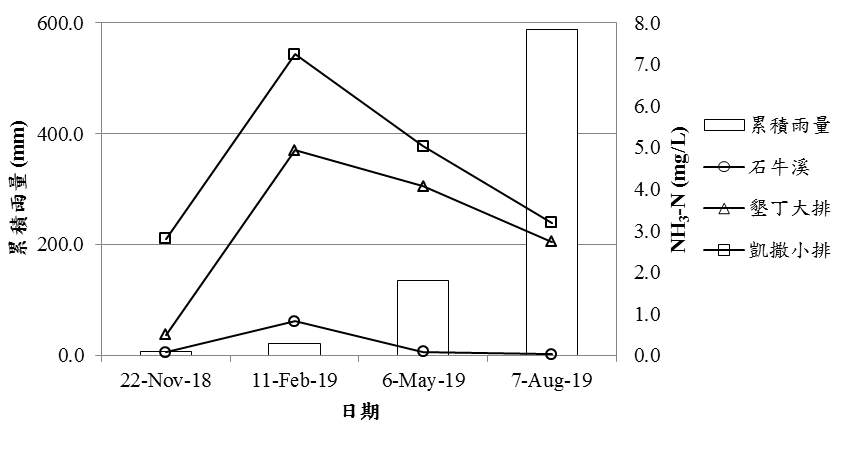 600.0
400.0
200.0
0.0
累積雨量 (mm)
8.0
7.0
6.0
5.0
4.0
3.0
2.0
1.0
0.0
NH3-N (mg/L)
22-Nov-18
11-Feb-19
6-May-19
7-Aug-19
日期
累積雨量
石牛溪
墾丁大排
凱撒小排